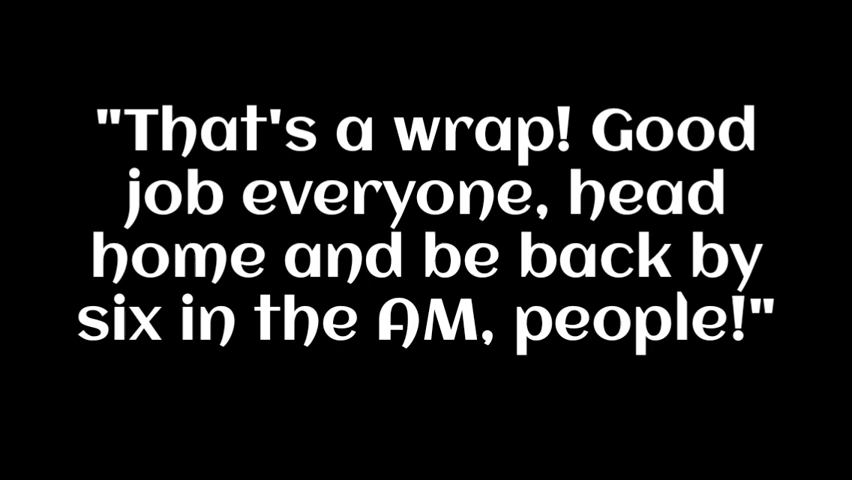 "That's a wrap! Good
job everyone, head
home and be back by
six in the AM, people!"